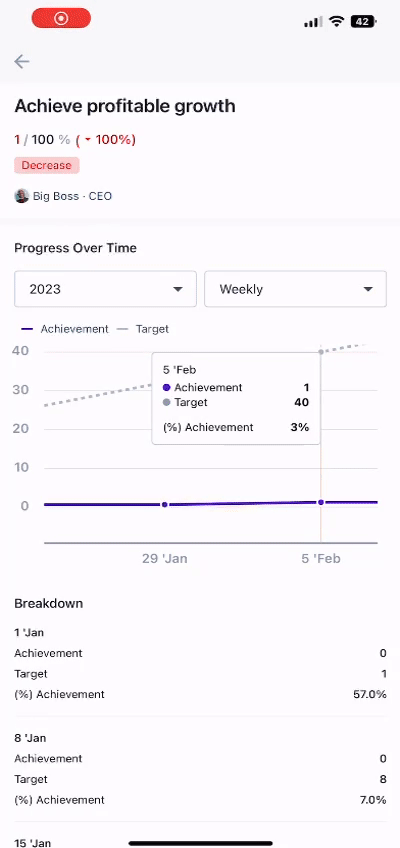 42
Achieve profitable growth
1 / 100 % ( 100%)
Decrease
Big Boss · CEO
Progress Over Time
2023
Weekly
Achievement
Target
40
30
20
10
0
5 'Feb
Achievement 1
Target 40
(%) Achievement 3%
29 'Jan
5 'Feb
Breakdown
1 'Jan
Achievement 0
Target 1
(%) Achievement 57.0%
8 'Jan
Achievement 0
Target 8
(%) Achievement 7.0%
15 'Jan